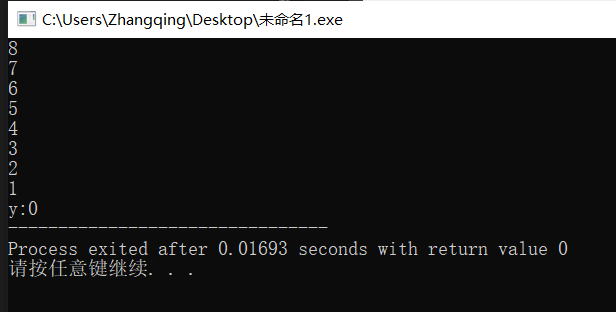 C:\Users\Zhangqing\Desktop\未命名1.exe
8
7
6
5
4
3
2
1
y:0
--------------------------------
Process exited after 0.01693 seconds with return value 0
请按任意键继续. . .